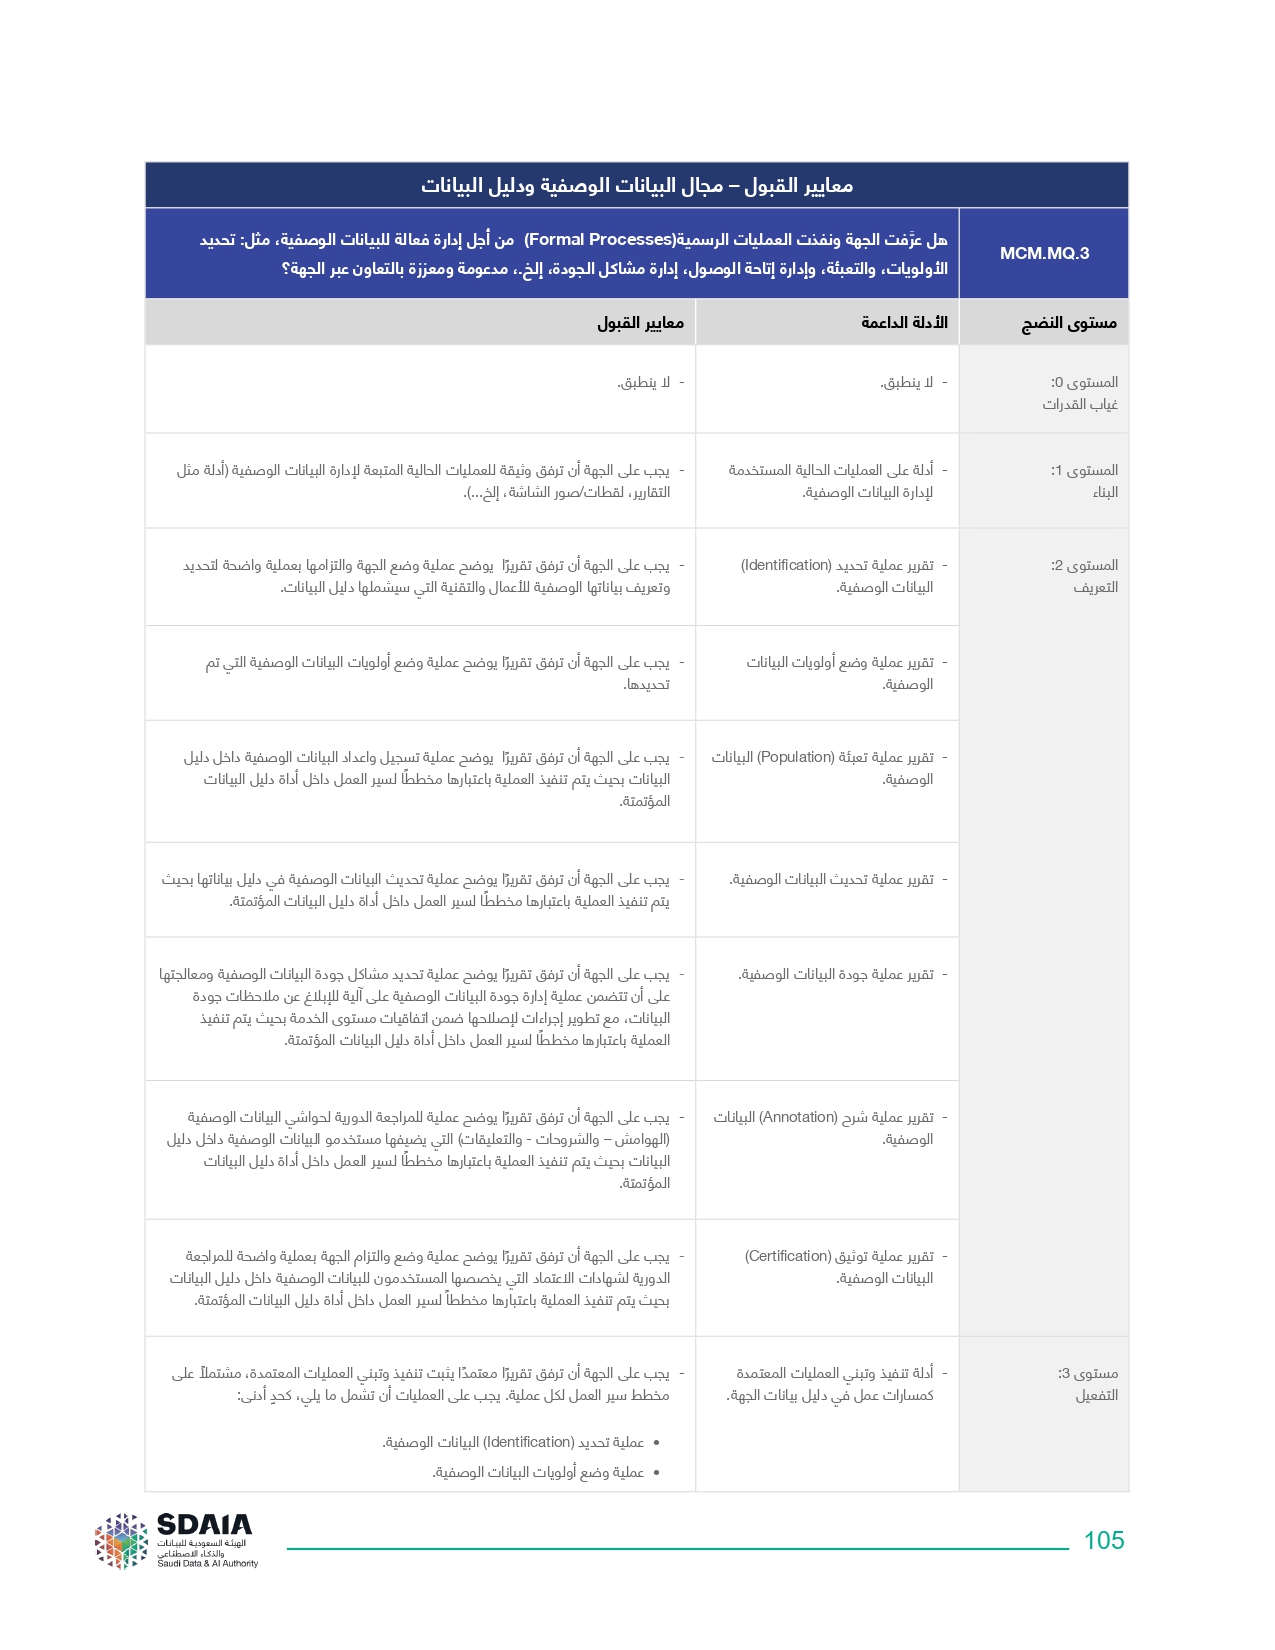 معايير القبول – مجال البيانات الوصفية ودليل البيانات
MCM.MQ.3
هل عرَّفت الجهة ونفذت العمليات الرسمية(Formal Processes) من أجل إدارة فعالة للبيانات الوصفية، مثل: تحديد
الأولويات، والتعبئة، وإدارة إتاحة الوصول، إدارة مشاكل الجودة، إلخ.، مدعومة ومعززة بالتعاون عبر الجهة؟
مستوى النضج
الأدلة الداعمة
معايير القبول
المستوى 0:
غياب القدرات
- لا ينطبق.
- لا ينطبق.
المستوى 1:
البناء
- أدلة على العمليات الحالية المستخدمة
لإدارة البيانات الوصفية.
- يجب على الجهة أن ترفق وثيقة للعمليات الحالية المتبعة لإدارة البيانات الوصفية (أدلة مثل
التقارير، لقطات/صور الشاشة، إلخ...).
المستوى 2:
التعريف
- تقرير عملية تحديد (Identification)
البيانات الوصفية.
- يجب على الجهة أن ترفق تقريرًا يوضح عملية وضع الجهة والتزامها بعملية واضحة لتحديد
وتعريف بياناتها الوصفية للأعمال والتقنية التي سيشملها دليل البيانات.
- تقرير عملية وضع أولويات البيانات
الوصفية.
- يجب على الجهة أن ترفق تقريرًا يوضح عملية وضع أولويات البيانات الوصفية التي تم
تحديدها.
- تقرير عملية تعبئة (Population) البيانات
الوصفية.
- يجب على الجهة أن ترفق تقريرًا يوضح عملية تسجيل واعداد البيانات الوصفية داخل دليل
البيانات بحيث يتم تنفيذ العملية باعتبارها مخططًا لسير العمل داخل أداة دليل البيانات
المؤتمتة.
- تقرير عملية تحديث البيانات الوصفية.
- يجب على الجهة أن ترفق تقريرًا يوضح عملية تحديث البيانات الوصفية في دليل بياناتها بحيث
يتم تنفيذ العملية باعتبارها مخططًا لسير العمل داخل أداة دليل البيانات المؤتمتة.
- تقرير عملية جودة البيانات الوصفية.
- يجب على الجهة أن ترفق تقريرًا يوضح عملية تحديد مشاكل جودة البيانات الوصفية ومعالجتها
على أن تتضمن عملية إدارة جودة البيانات الوصفية على آلية للإبلاغ عن ملاحظات جودة
البيانات، مع تطوير إجراءات لإصلاحها ضمن اتفاقيات مستوى الخدمة بحيث يتم تنفيذ
العملية باعتبارها مخططًا لسير العمل داخل أداة دليل البيانات المؤتمتة.
- تقرير عملية شرح (Annotation) البيانات
الوصفية.
- يجب على الجهة أن ترفق تقريرًا يوضح عملية للمراجعة الدورية لحواشي البيانات الوصفية
(الهوامش – والشروحات - والتعليقات) التي يضيفها مستخدمو البيانات الوصفية داخل دليل
البيانات بحيث يتم تنفيذ العملية باعتبارها مخططًا لسير العمل داخل أداة دليل البيانات
المؤتمتة.
- تقرير عملية توثيق (Certification)
البيانات الوصفية.
- يجب على الجهة أن ترفق تقريرًا يوضح عملية وضع والتزام الجهة بعملية واضحة للمراجعة
الدورية لشهادات الاعتماد التي يخصصها المستخدمون للبيانات الوصفية داخل دليل البيانات
بحيث يتم تنفيذ العملية باعتبارها مخططاً لسير العمل داخل أداة دليل البيانات المؤتمتة.
مستوى 3:
التفعيل
- أدلة تنفيذ وتبني العمليات المعتمدة
كمسارات عمل في دليل بيانات الجهة.
- يجب على الجهة أن ترفق تقريرًا معتمدًا يثبت تنفيذ وتبني العمليات المعتمدة، مشتملاً على
مخطط سير العمل لكل عملية. يجب على العمليات أن تشمل ما يلي، كحدٍ أدنى:
• عملية تحديد (Identification) البيانات الوصفية.
• عملية وضع أولويات البيانات الوصفية.
SDAIA
الهيئة السعودية للبيانات
والذكاء الاصطناعي
Saudi Data & AI Authority
105